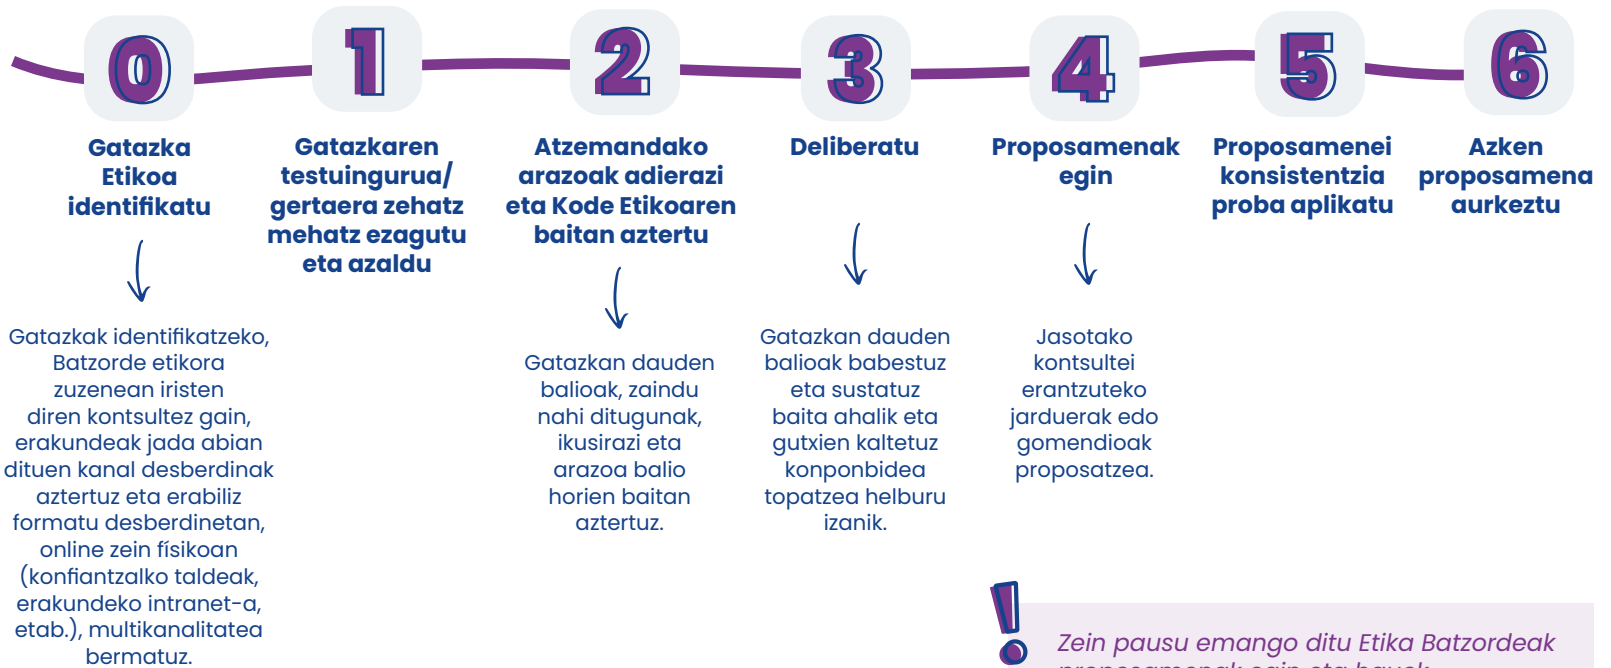 0
Gatazka
Etikoa
identifikatu
Gatazkak identifikatzeko,
Batzorde etikora
zuzenean iristen
diren kontsultez gain,
erakundeak jada abian
dituen kanal desberdinak
aztertuz eta erabiliz
formatu desberdinetan,
online zein físikoan
(konfiantzalko taldeak,
erakundeko intranet-a,
etab.), multikanalitatea
bermatuz.
1
Gatazkaren
testuingurua/
gertaera zehatz
mehatz ezagutu
eta azaldu
2
Atzemandako
arazoak adierazi
eta Kode Etikoaren
baitan aztertu
Gatazkan dauden
balioak, zaindu
nahi ditugunak,
ikusirazi eta
arazoa balio
horien baitan
aztertuz.
3
Deliberatu
Gatazkan dauden
balioak babestuz
eta sustatuz
baita ahalik eta
gutxien kaltetuz
konponbidea
topatzea helburu
izanik.
4
Proposamenak
egin
Jasotako
kontsultei
erantzuteko
jarduerak edo
gomendioak
proposatzea.
5
Proposamenei
konsistentzia
proba aplikatu
6
Azken
proposamena
aurkeztu
!
Zein pausu emango ditu Etika Batzordeak
proposamenak egin eta hauek